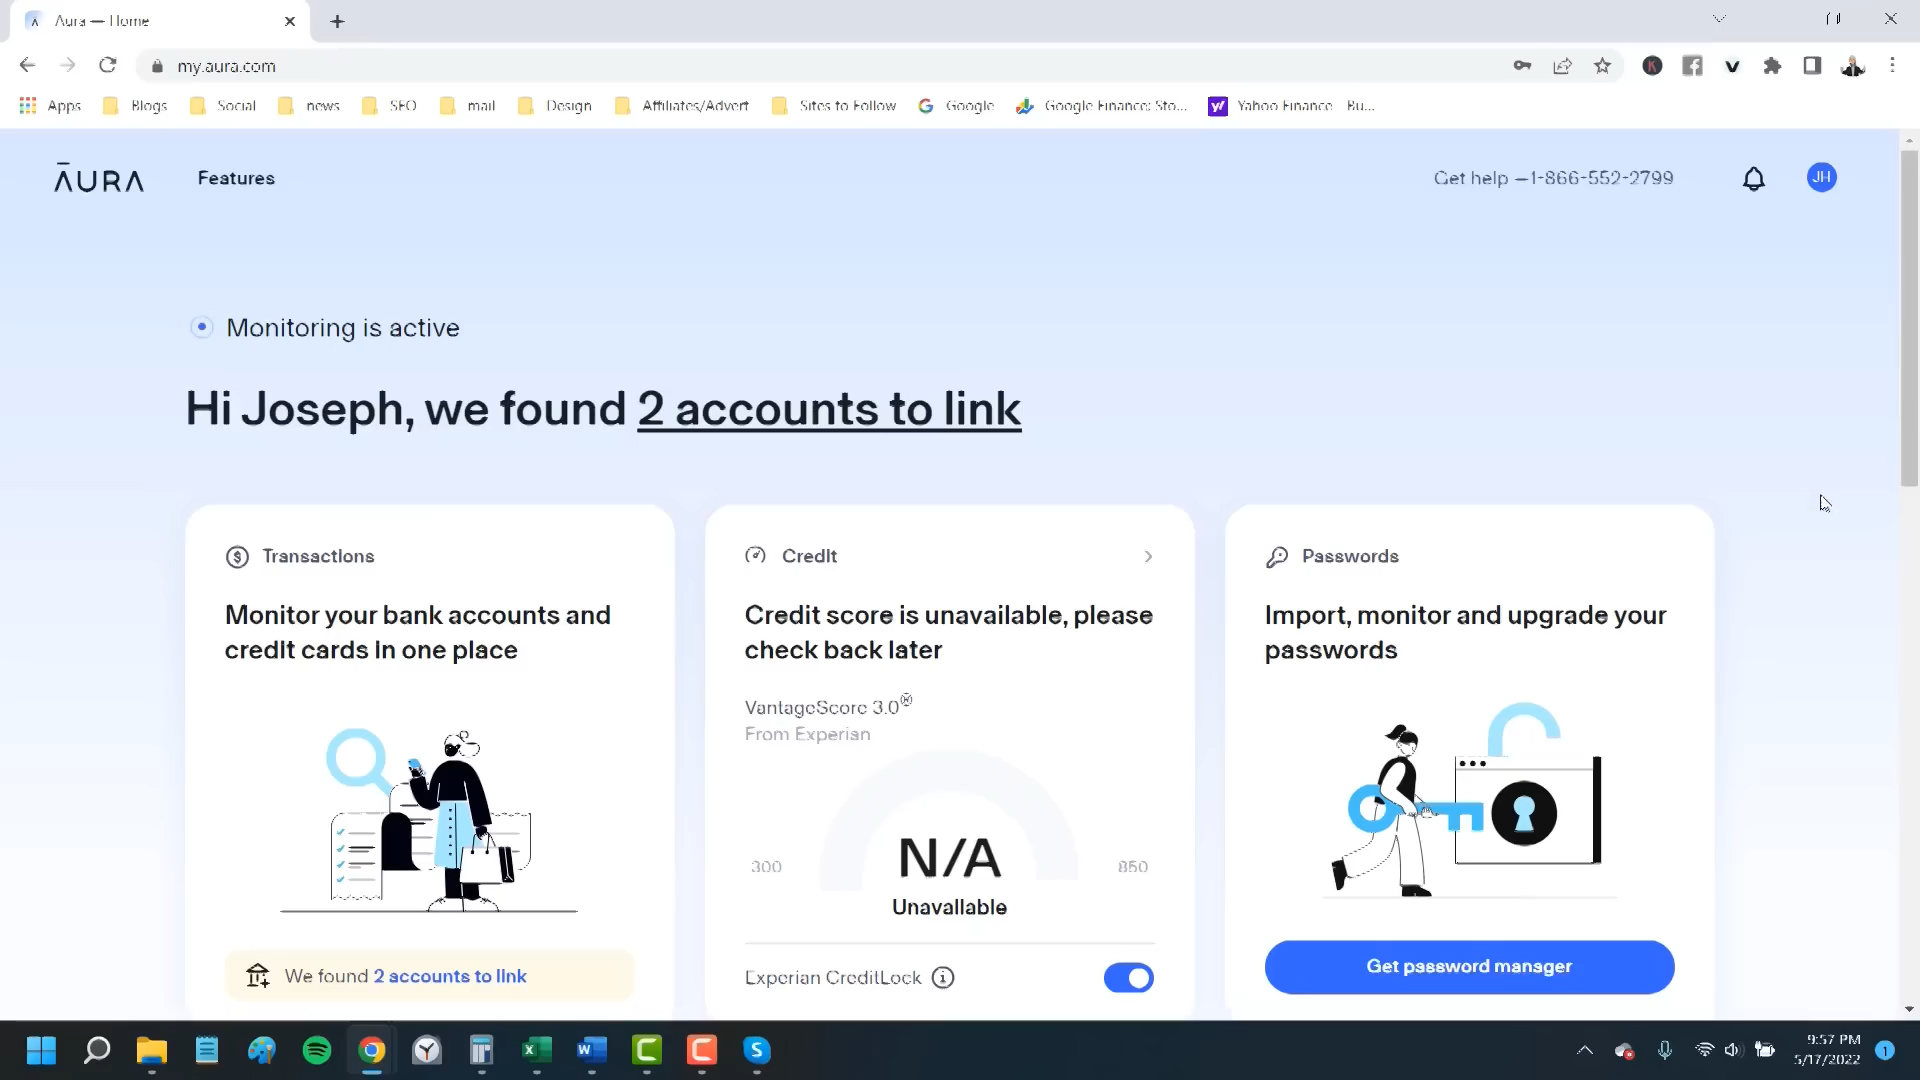 Aura — Home
my.aura.com
Apps Blogs Social news SEO mail Design Affiliates/Advert Sites to Follow Google Google Finance: Sto... Yahoo Finance - Bu...
ĀURA Features Get help —1-866-552-2799 JH
Monitoring is active
Hi Joseph, we found 2 accounts to link
Transactions
Monitor your bank accounts and
credit cards in one place
We found 2 accounts to link
Credit
Credit score is unavailable, please
check back later
VantageScore 3.0®
From Experian
300 N/A 850
Unavailable
Experian CreditLock
Passwords
Import, monitor and upgrade your
passwords
Get password manager
9:57 PM
5/17/2022
1